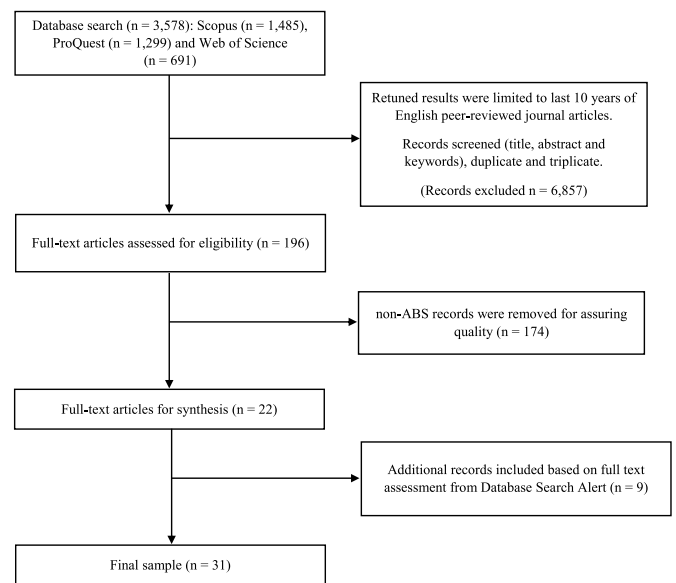 Database search (n = 3,578): Scopus (n = 1,485),
ProQuest (n = 1,299) and Web of Science
(n = 691)
Retuned results were limited to last 10 years of
English peer-reviewed journal articles.
Records screened (title, abstract and
keywords), duplicate and triplicate.
(Records excluded n = 6,857)
Full-text articles assessed for eligibility (n = 196)
non-ABS records were removed for assuring
quality (n = 174)
Full-text articles for synthesis (n = 22)
Additional records included based on full text
assessment from Database Search Alert (n = 9)
Final sample (n = 31)